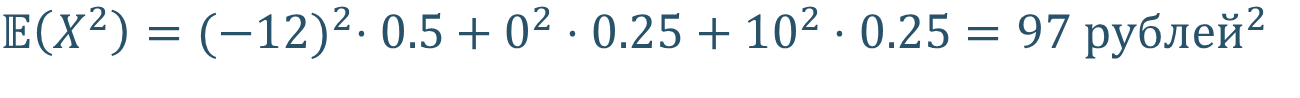 𝔼(X²) = (−12)²· 0.5 + 0² · 0.25 + 10² · 0.25 = 97 рублей²